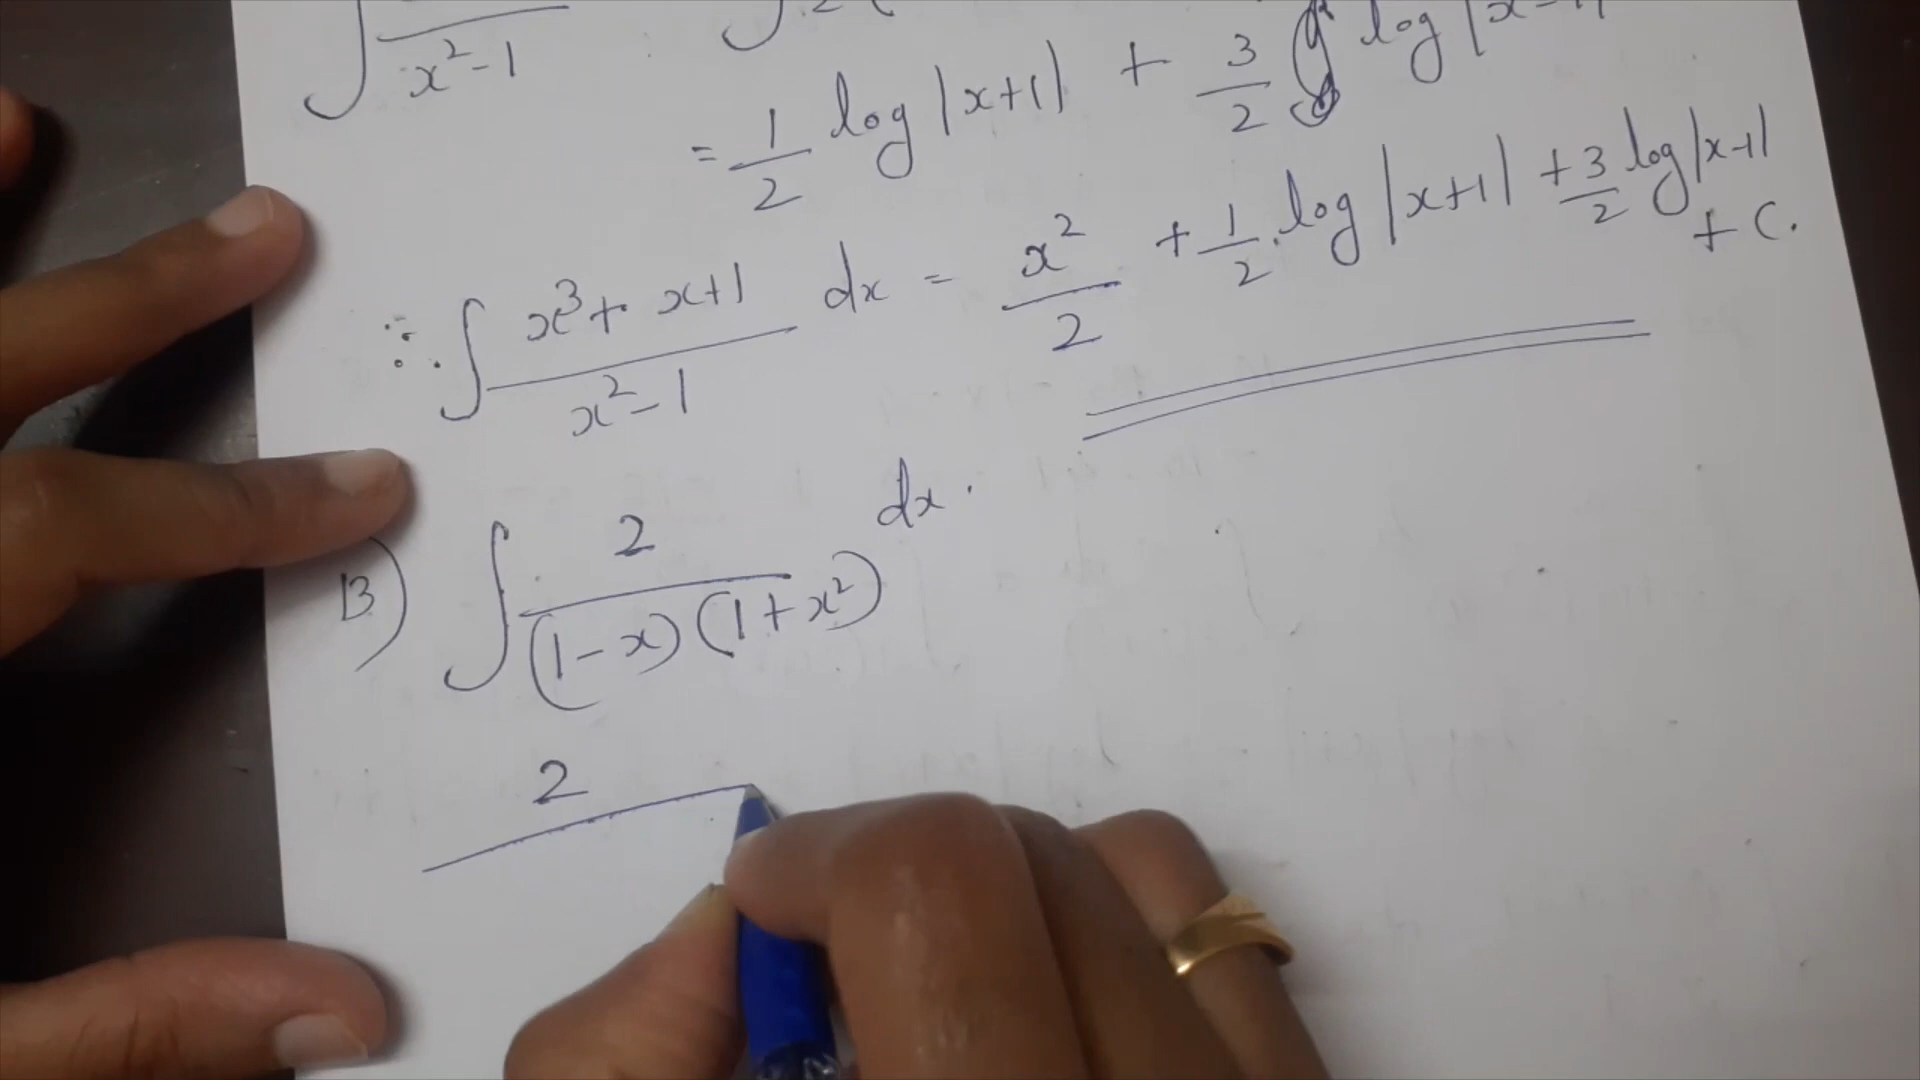 ∫ ─── / x²-1
= 1/2 log |x+1| + 3/2 log |x-1|
∴ ∫ x³+x+1 / x²-1 dx = x²/2 + 1/2 . log |x+1| + 3/2 log |x-1| + C.
13) ∫ 2 / (1-x)(1+x²) dx .
2